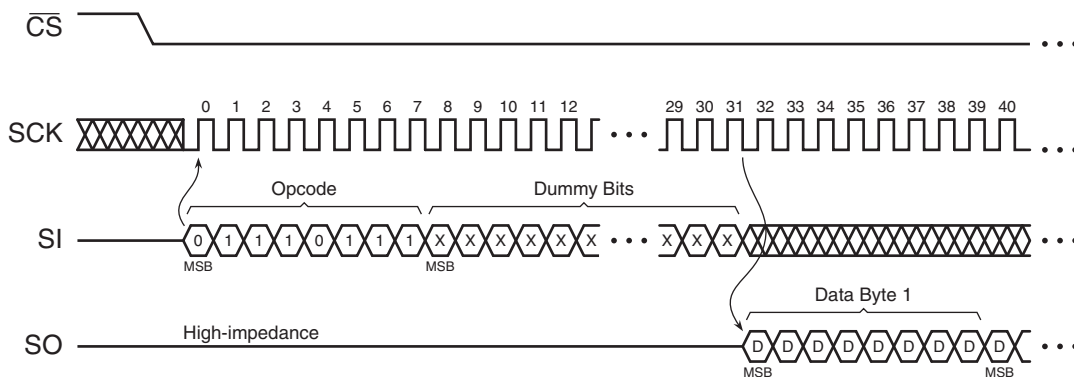 CS
0 1 2 3 4 5 6 7 8 9 10 11 12 29 30 31 32 33 34 35 36 37 38 39 40
SCK
Opcode Dummy Bits
SI 0 1 1 1 0 1 1 1 X X X X X X X X X
MSB MSB
Data Byte 1
High-impedance
SO D D D D D D D D D
MSB MSB